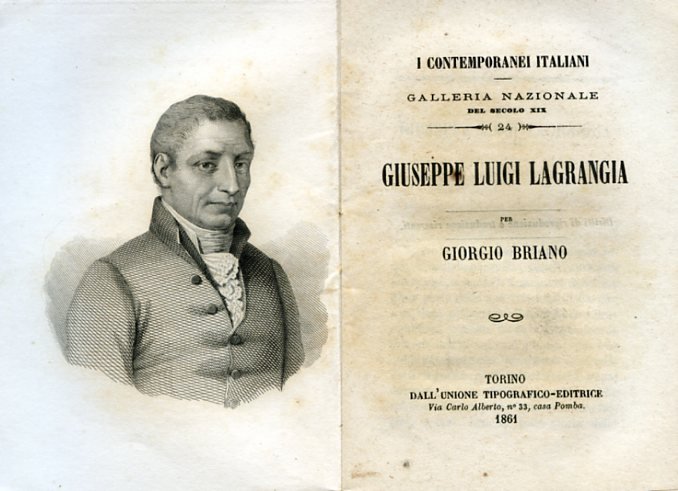 I CONTEMPORANEI ITALIANI
GALLERIA NAZIONALE
DEL SECOLO XIX
( 24 )
GIUSEPPE LUIGI LAGRANGIA
PER
GIORGIO BRIANO
TORINO
DALL'UNIONE TIPOGRAFICO-EDITRICE
Via Carlo Alberto, nº 33, casa Pomba.
1861